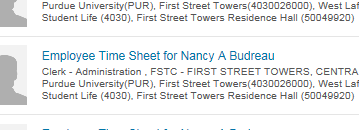 Purdue University(PUR), First Street Towers(4030026000), West Laf
Student Life (4030), First Street Towers Residence Hall (50049920)
Employee Time Sheet for Nancy A Budreau
Clerk - Administration , FSTC - FIRST STREET TOWERS, CENTRA
Purdue University(PUR), First Street Towers(4030026000), West Laf
Student Life (4030), First Street Towers Residence Hall (50049920)